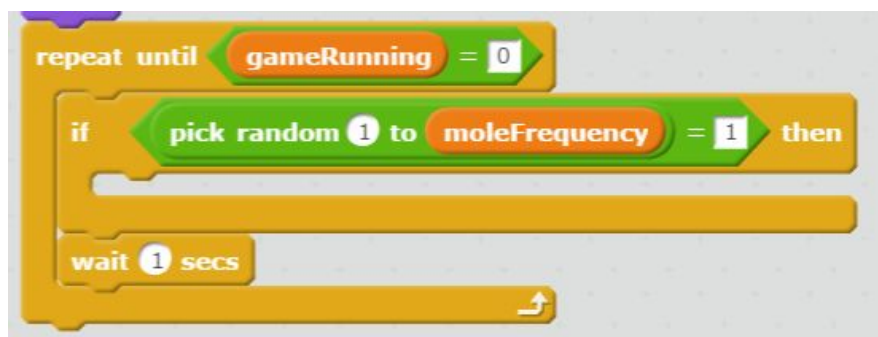 repeat until gameRunning = 0
if pick random 1 to moleFrequency = 1 then
wait 1 secs